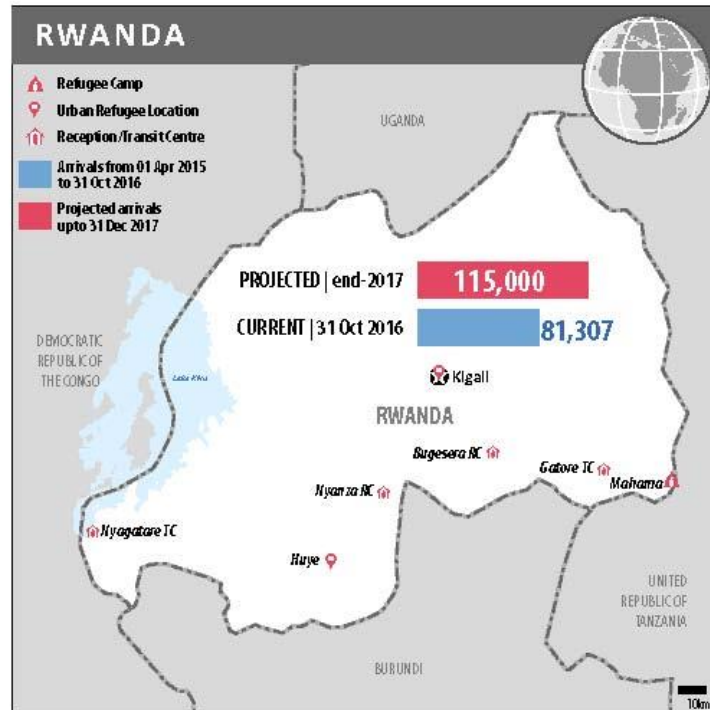 RWANDA
Refugee Camp
Urban Refugee Location
Reception/Transit Centre
Arrivals from 01 Apr 2015
to 31 Oct 2016
Projected arrivals
upto 31 Dec 2017
UGANDA
PROJECTED | end-2017
115,000
CURRENT | 31 Oct 2016
81,307
DEMOCRATIC
REPUBLIC OF
THE CONGO
Lake Kivu
Kigali
RWANDA
Bugesera RC
Gatore TC
Mahama
Nyanza RC
Nyagatare TC
Huye
UNITED
REPUBLIC OF
TANZANIA
BURUNDI
10km